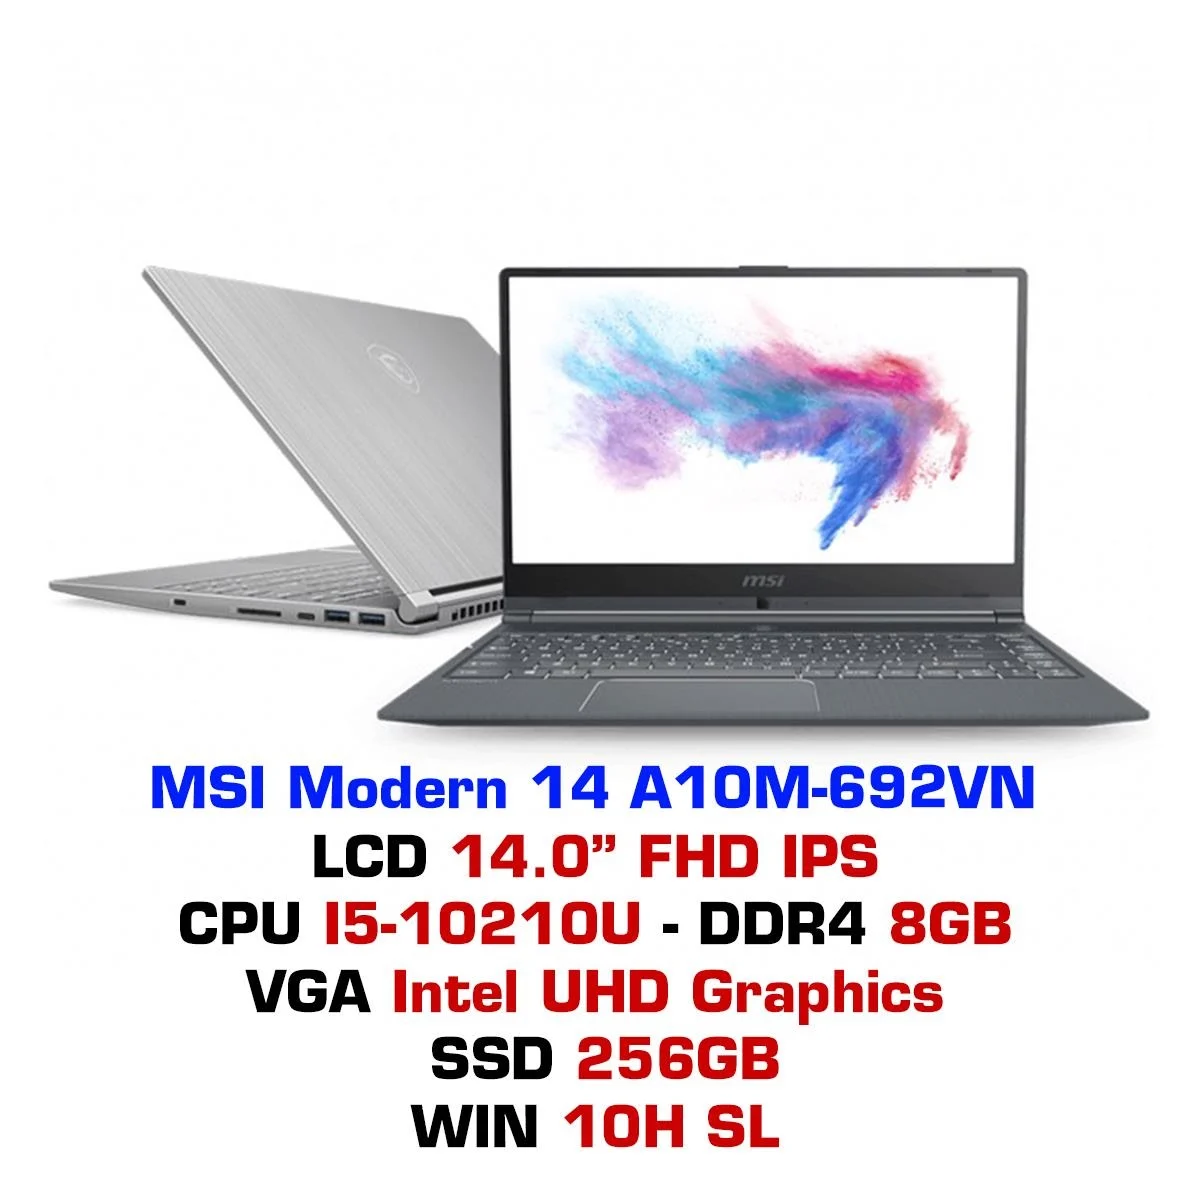 msi
MSI Modern 14 A10M-692VN
LCD 14.0” FHD IPS
CPU I5-10210U - DDR4 8GB
VGA Intel UHD Graphics
SSD 256GB
WIN 10H SL